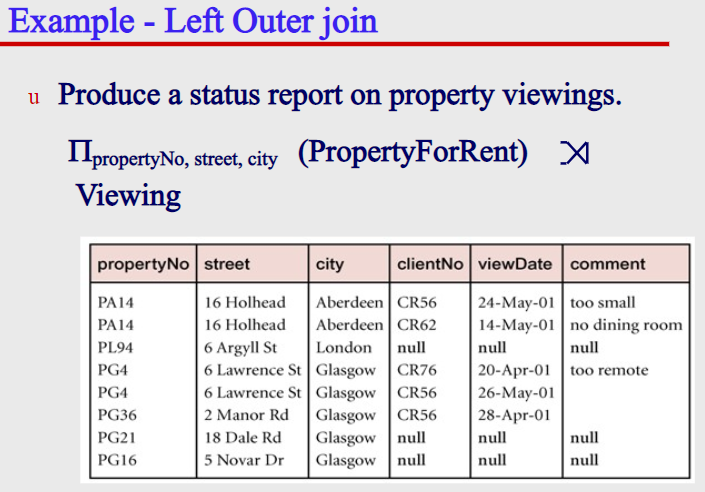 Example - Left Outer join
u Produce a status report on property viewings.
ΠpropertyNo, street, city (PropertyForRent) ⟕
Viewing
propertyNo street city clientNo viewDate comment
PA14 16 Holhead Aberdeen CR56 24-May-01 too small
PA14 16 Holhead Aberdeen CR62 14-May-01 no dining room
PL94 6 Argyll St London null null null
PG4 6 Lawrence St Glasgow CR76 20-Apr-01 too remote
PG4 6 Lawrence St Glasgow CR56 26-May-01
PG36 2 Manor Rd Glasgow CR56 28-Apr-01
PG21 18 Dale Rd Glasgow null null null
PG16 5 Novar Dr Glasgow null null null